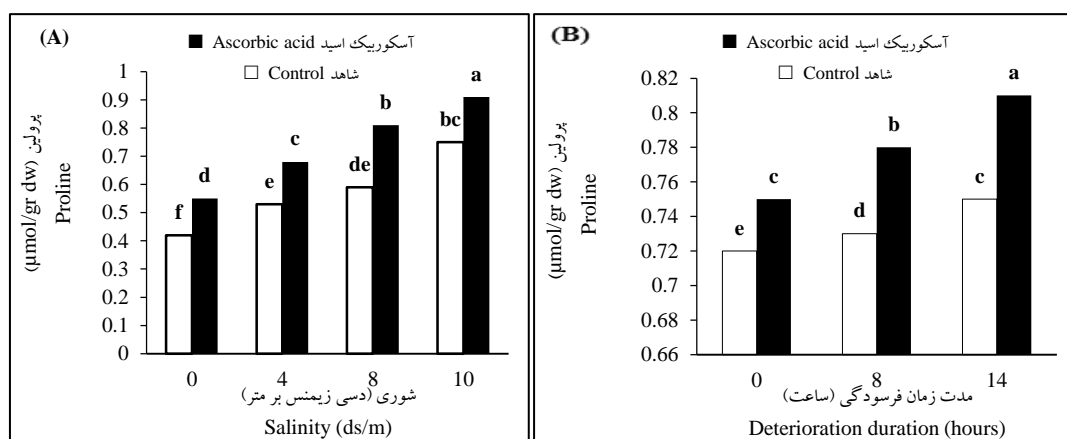 (A)
Ascorbic acid آسکوربیک اسید
Control شاهد
پرولین (µmol/gr dw)
Proline
1
0.9
0.8
0.7
0.6
0.5
0.4
0.3
0.2
0.1
0
f
d
e
c
de
b
bc
a
0 4 8 10
شوری (دسی زیمنس بر متر)
Salinity (ds/m)
(B)
Ascorbic acid آسکوربیک اسید
Control شاهد
پرولین (µmol/gr dw)
Proline
0.82
0.8
0.78
0.76
0.74
0.72
0.7
0.68
0.66
e
c
d
b
c
a
0 8 14
مدت زمان فرسودگی (ساعت)
Deterioration duration (hours)